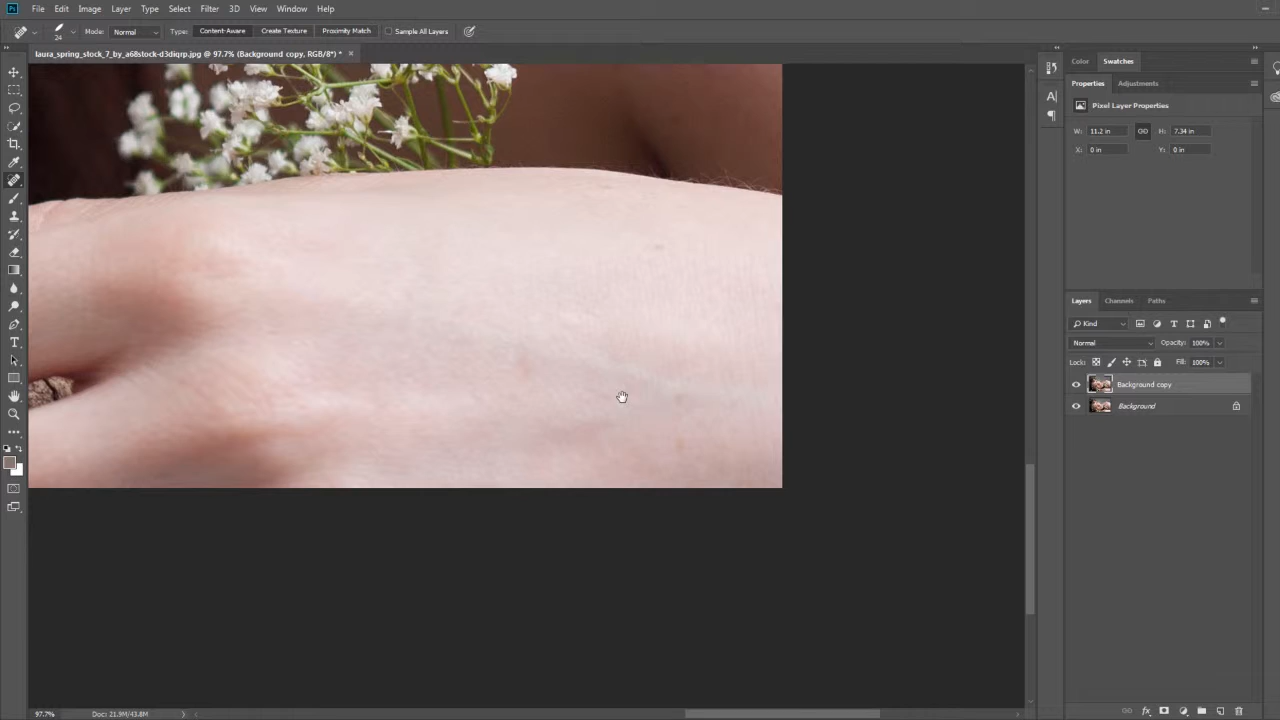 Ps File Edit Image Layer Type Select Filter 3D View Window Help
24 Mode: Normal Type: Content-Aware Create Texture Proximity Match Sample All Layers
laura_spring_stock_7_by_a68stock-d3diqrp.jpg @ 97.7% (Background copy, RGB/8*) *
Color Swatches
Properties Adjustments
Pixel Layer Properties
W: 11.2 in GO H: 7.34 in
X: 0 in Y: 0 in
Layers Channels Paths
Kind
Normal Opacity: 100%
Lock: Fill: 100%
Background copy
Background
97.7% Doc: 21.9M/43.8M